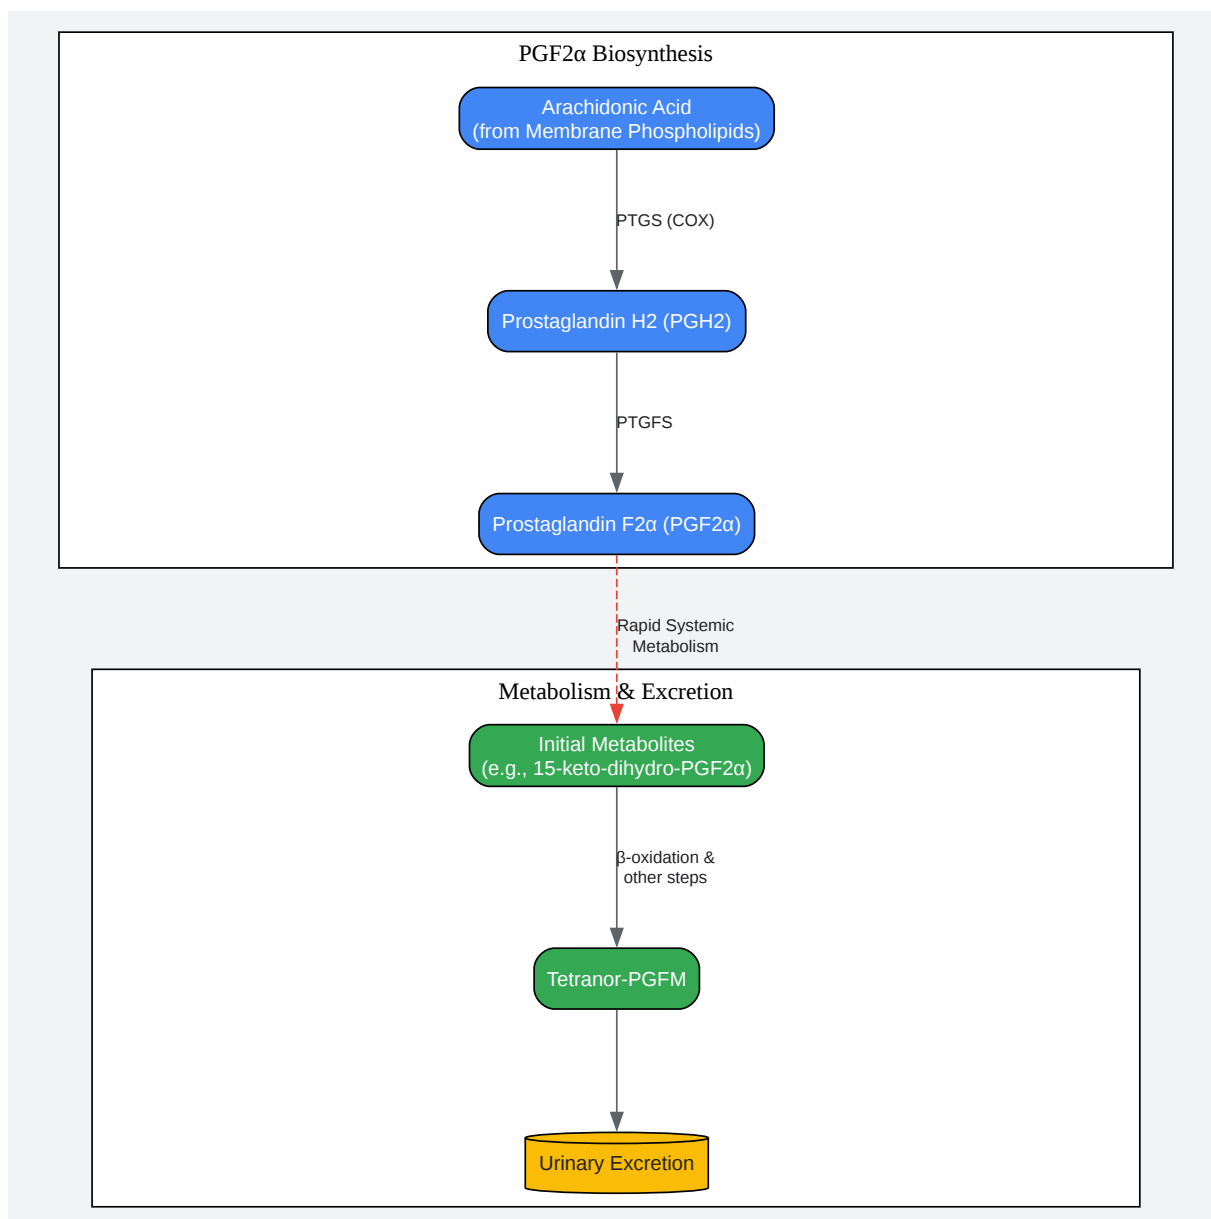 PGF2α Biosynthesis
Arachidonic Acid
(from Membrane Phospholipids)
PTGS (COX)
Prostaglandin H2 (PGH2)
PTGFS
Prostaglandin F2α (PGF2α)
Rapid Systemic
Metabolism
Metabolism & Excretion
Initial Metabolites
(e.g., 15-keto-dihydro-PGF2α)
β-oxidation &
other steps
Tetranor-PGFM
Urinary Excretion